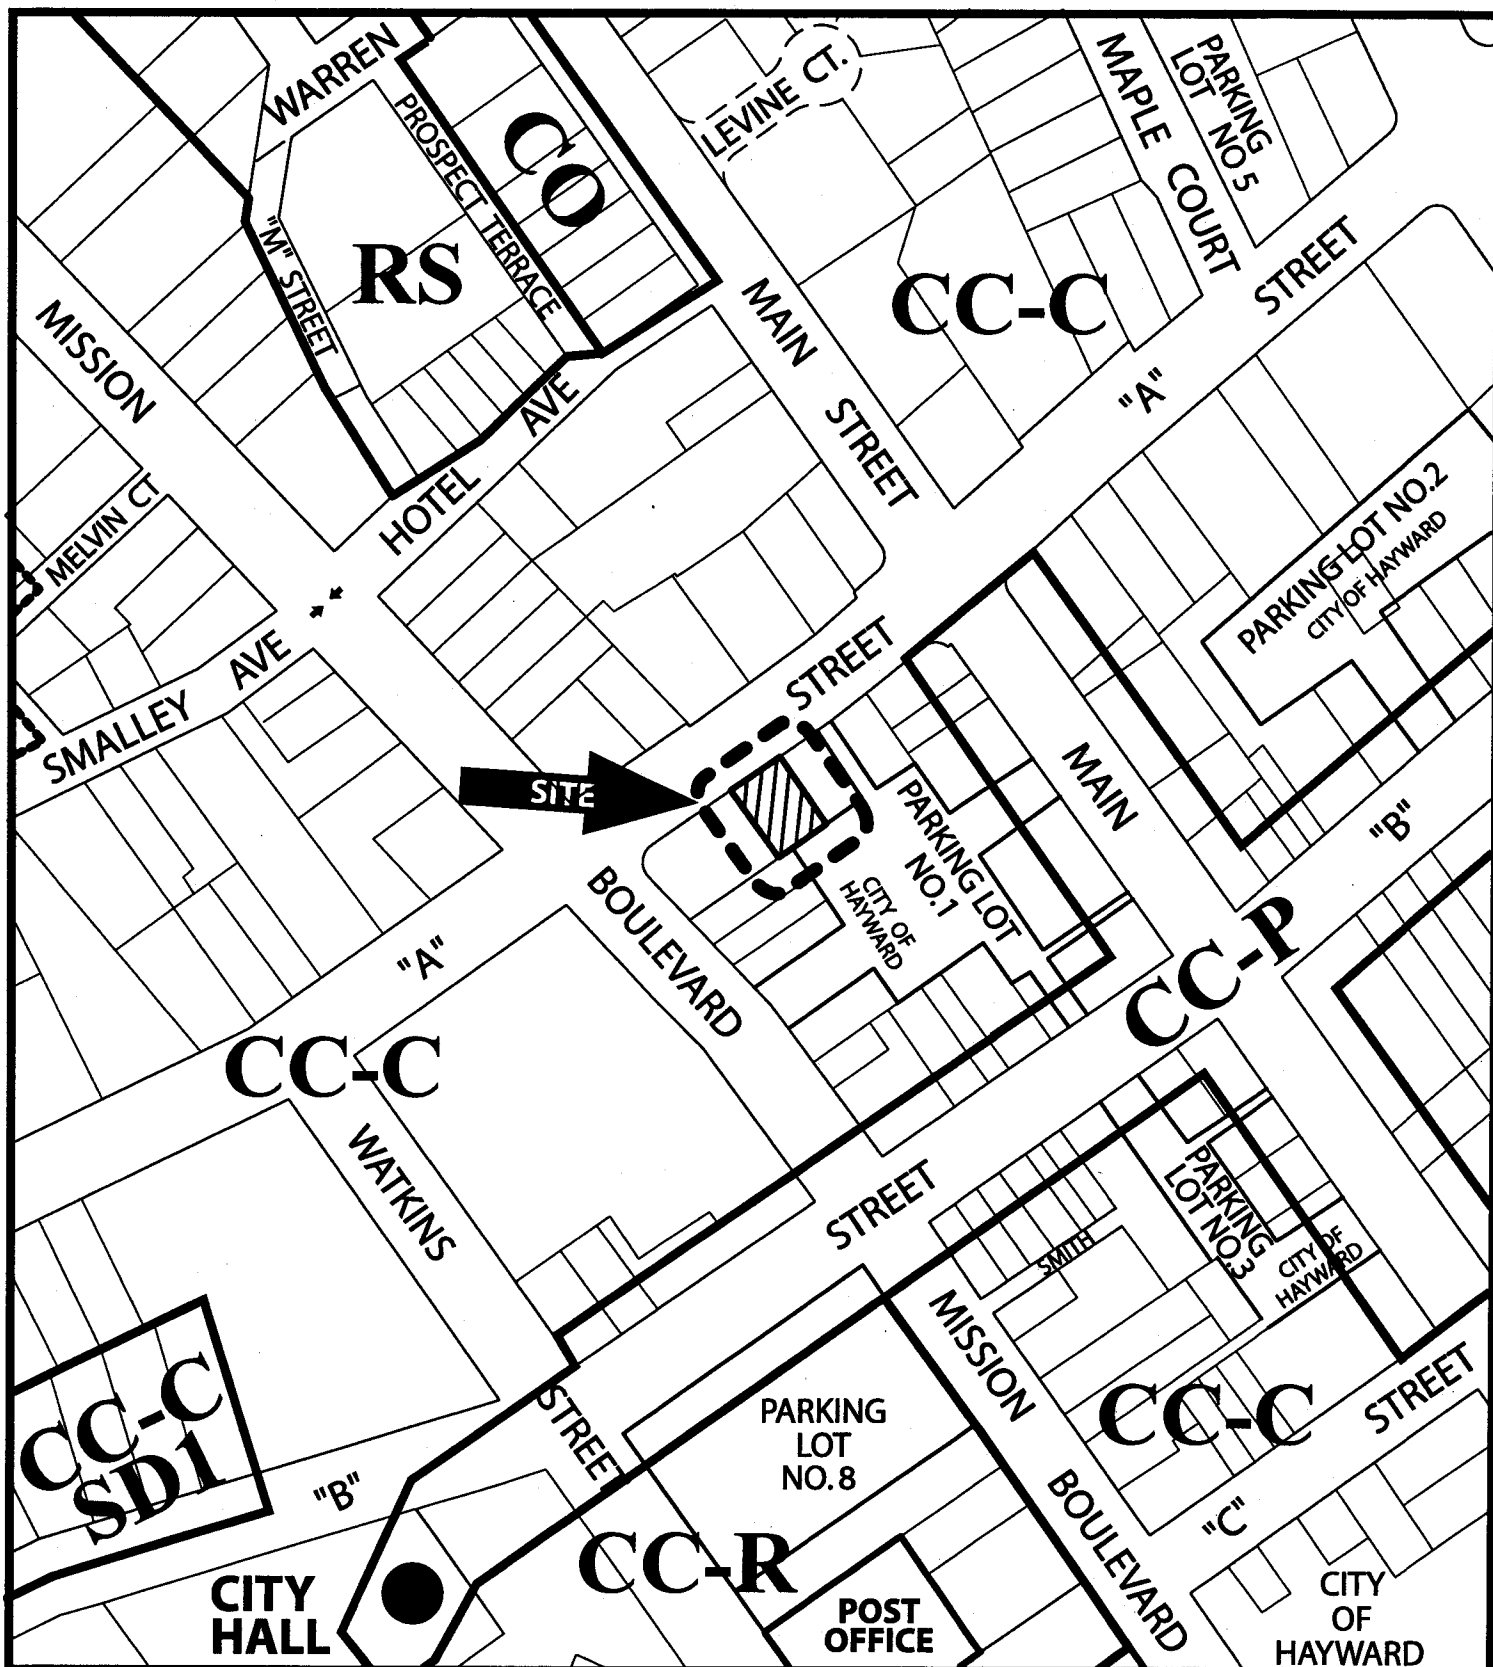 WARREN
PROSPECT TERRACE
CO
LEVINE CT.
MAPLE COURT
PARKING
LOT NO 5
"M" STREET
RS
MISSION
MAIN
STREET
CC-C
STREET
"A"
HOTEL AVE
MELVIN CT
SMALLEY AVE
PARKING LOT NO.2
CITY OF HAYWARD
STREET
SITE
MAIN
"B"
PARKING LOT
NO.1
CITY OF
HAYWARD
BOULEVARD
"A"
CC-P
CC-C
WATKINS
STREET
SMITH
PARKING
LOT NO.3
CITY OF
HAYWARD
MISSION
CC-C
SD1
STREET
"B"
PARKING
LOT
NO. 8
CC-C
STREET
"C"
BOULEVARD
CC-R
CITY
HALL
POST
OFFICE
CITY
OF
HAYWARD